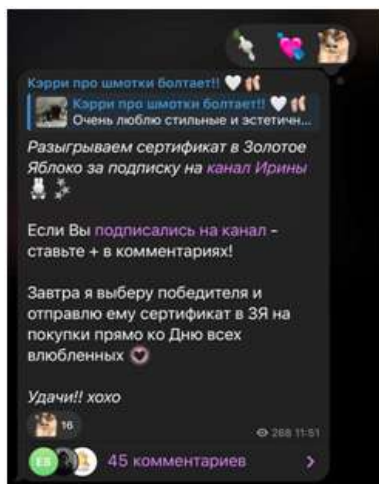 Кэрри про шмотки болтает!!
Кэрри про шмотки болтает!!
Очень люблю стильные и эстетичн...
Разыгрываем сертификат в Золотое
Яблоко за подписку на канал Ирины
Если Вы подписались на канал -
ставьте + в комментариях!
Завтра я выберу победителя и
отправлю ему сертификат в ЗЯ на
покупки прямо ко Дню всех
влюбленных
Удачи!! хохо
16
268 11:51
ES
45 комментариев